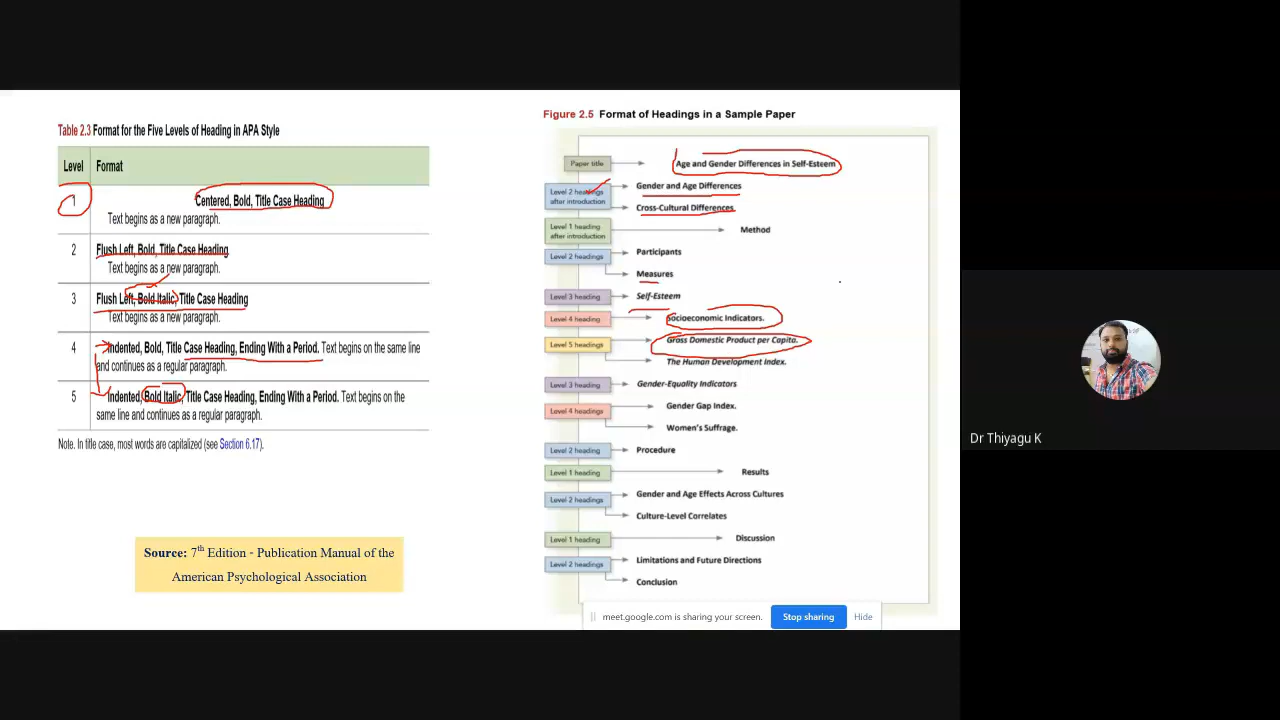 Table 2.3 Format for the Five Levels of Heading in APA Style
Level Format
1 Centered, Bold, Title Case Heading
Text begins as a new paragraph.
2 Flush Left, Bold, Title Case Heading
Text begins as a new paragraph.
3 Flush Left, Bold Italic, Title Case Heading
Text begins as a new paragraph.
4 Indented, Bold, Title Case Heading, Ending With a Period. Text begins on the same line
and continues as a regular paragraph.
5 Indented, Bold Italic, Title Case Heading, Ending With a Period. Text begins on the
same line and continues as a regular paragraph.
Note. In title case, most words are capitalized (see Section 6.17).
Source: 7th Edition - Publication Manual of the
American Psychological Association
Figure 2.5 Format of Headings in a Sample Paper
Paper title Age and Gender Differences in Self-Esteem
Level 2 headings after introduction Gender and Age Differences
Cross-Cultural Differences.
Level 1 heading after introduction Method
Level 2 headings Participants
Measures
Level 3 heading Self-Esteem
Level 4 heading Socioeconomic Indicators.
Level 5 headings Gross Domestic Product per Capita.
The Human Development Index.
Level 3 heading Gender-Equality Indicators
Level 4 headings Gender Gap Index.
Women's Suffrage.
Level 2 heading Procedure
Level 1 heading Results
Level 2 headings Gender and Age Effects Across Cultures
Culture-Level Correlates
Level 1 heading Discussion
Level 2 headings Limitations and Future Directions
Conclusion
meet.google.com is sharing your screen. Stop sharing Hide
Dr Thiyagu K